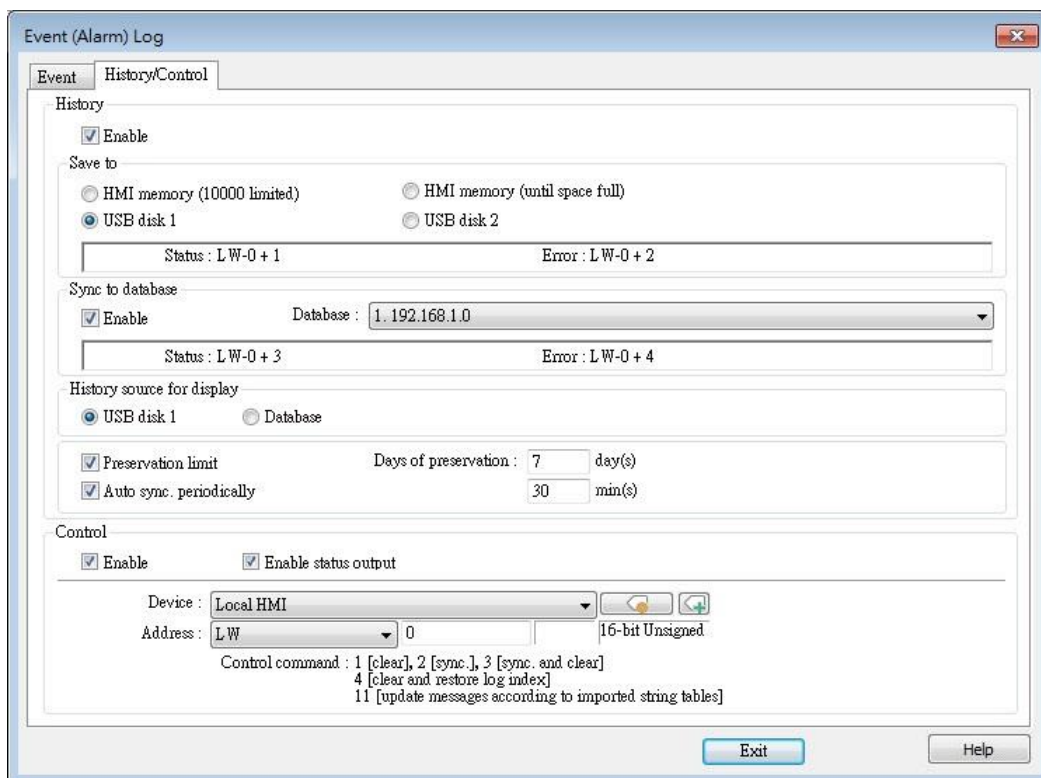 Event (Alarm) Log
Event History/Control
History
Enable
Save to
HMI memory (10000 limited) HMI memory (until space full)
USB disk 1 USB disk 2
Status : LW-0 + 1 Error : LW-0 + 2
Sync to database
Enable Database : 1. 192.168.1.0
Status : LW-0 + 3 Error : LW-0 + 4
History source for display
USB disk 1 Database
Preservation limit Days of preservation : 7 day(s)
Auto sync. periodically 30 min(s)
Control
Enable Enable status output
Device : Local HMI
Address : LW 0 16-bit Unsigned
Control command : 1 [clear], 2 [sync.], 3 [sync. and clear]
4 [clear and restore log index]
11 [update messages according to imported string tables]
Exit Help